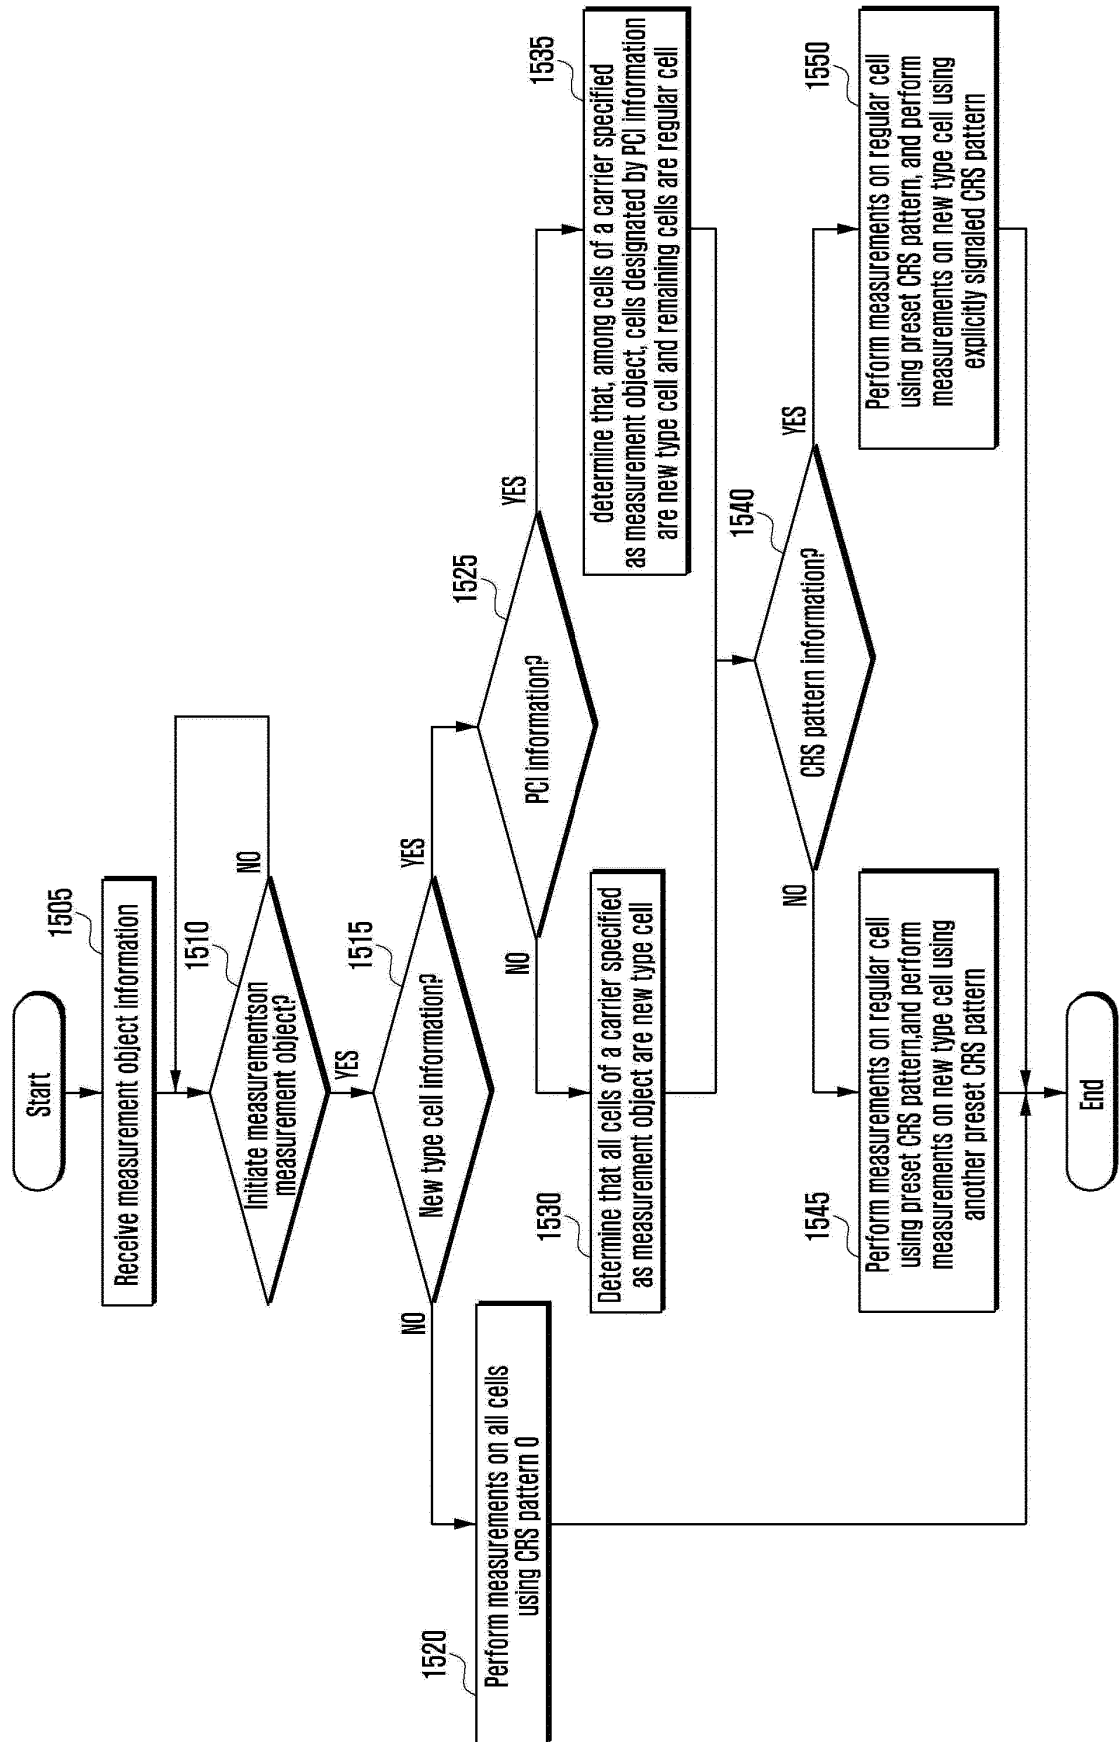 Start
1505
Receive measurement object information
1510
Initiate measurementson
measurement object?
NO
YES
1515
New type cell information?
NO
YES
1520
Perform measurements on all cells
using CRS pattern 0
1525
PCI information?
NO
YES
1530
Determine that all cells of a carrier specified
as measurement object are new type cell
1535
determine that, among cells of a carrier specified
as measurement object, cells designated by PCI information
are new type cell and remaining cells are regular cell
1540
CRS pattern information?
NO
YES
1545
Perform measurements on regular cell
using preset CRS pattern,and perform
measurements on new type cell using
another preset CRS pattern
1550
Perform measurements on regular cell
using preset CRS pattern, and perform
measurements on new type cell using
explicitly signaled CRS pattern
End